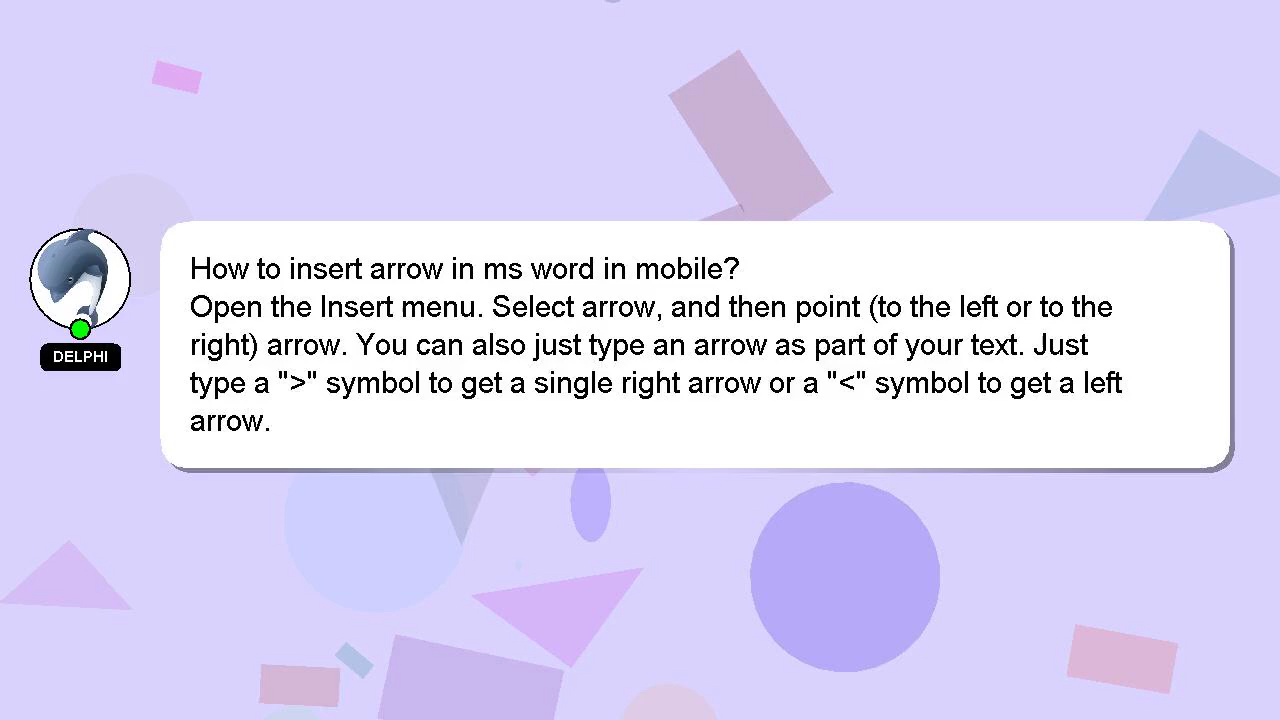 How to insert arrow in ms word in mobile?
Open the Insert menu. Select arrow, and then point (to the left or to the
right) arrow. You can also just type an arrow as part of your text. Just
type a ">" symbol to get a single right arrow or a "<" symbol to get a left
arrow.
DELPHI